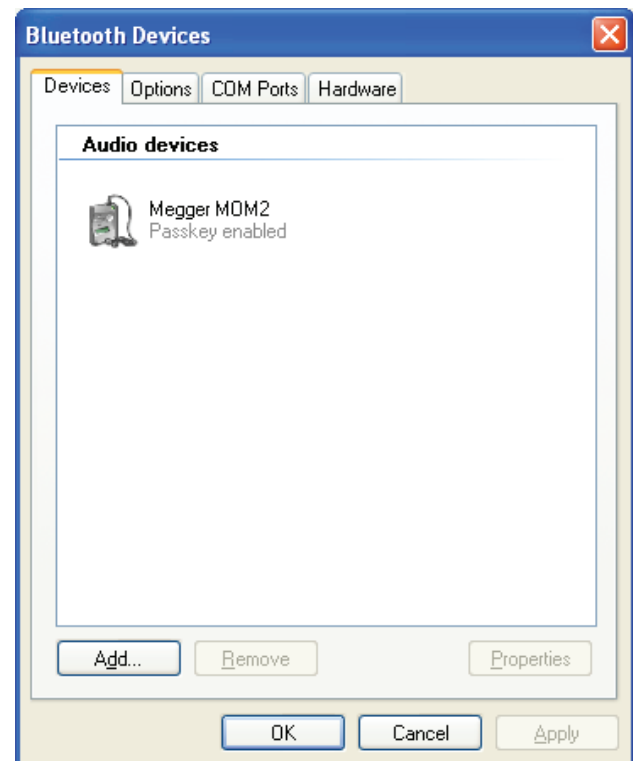 Bluetooth Devices
Devices Options COM Ports Hardware
Audio devices
Megger MOM2
Passkey enabled
Add... Remove Properties
OK Cancel Apply